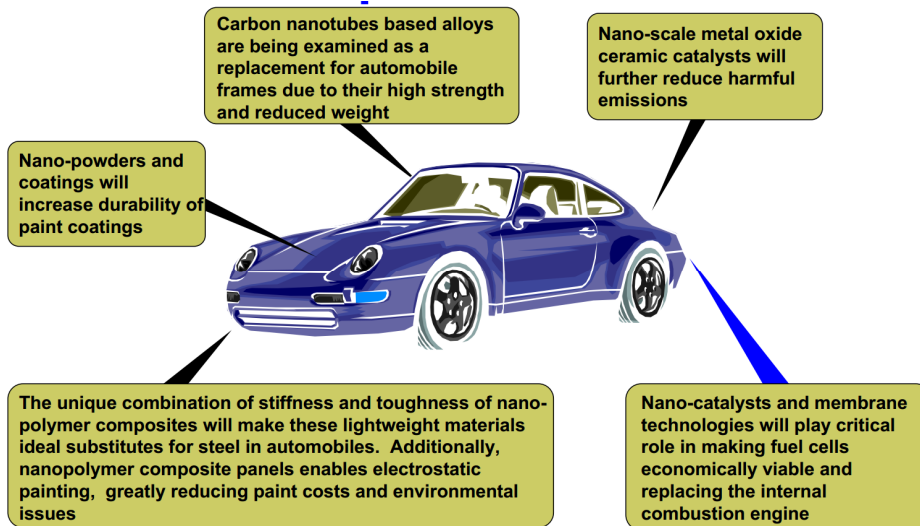 Carbon nanotubes based alloys
are being examined as a
replacement for automobile
frames due to their high strength
and reduced weight
Nano-scale metal oxide
ceramic catalysts will
further reduce harmful
emissions
Nano-powders and
coatings will
increase durability of
paint coatings
The unique combination of stiffness and toughness of nano-
polymer composites will make these lightweight materials
ideal substitutes for steel in automobiles.  Additionally,
nanopolymer composite panels enables electrostatic
painting,  greatly reducing paint costs and environmental
issues
Nano-catalysts and membrane
technologies will play critical
role in making fuel cells
economically viable and
replacing the internal
combustion engine